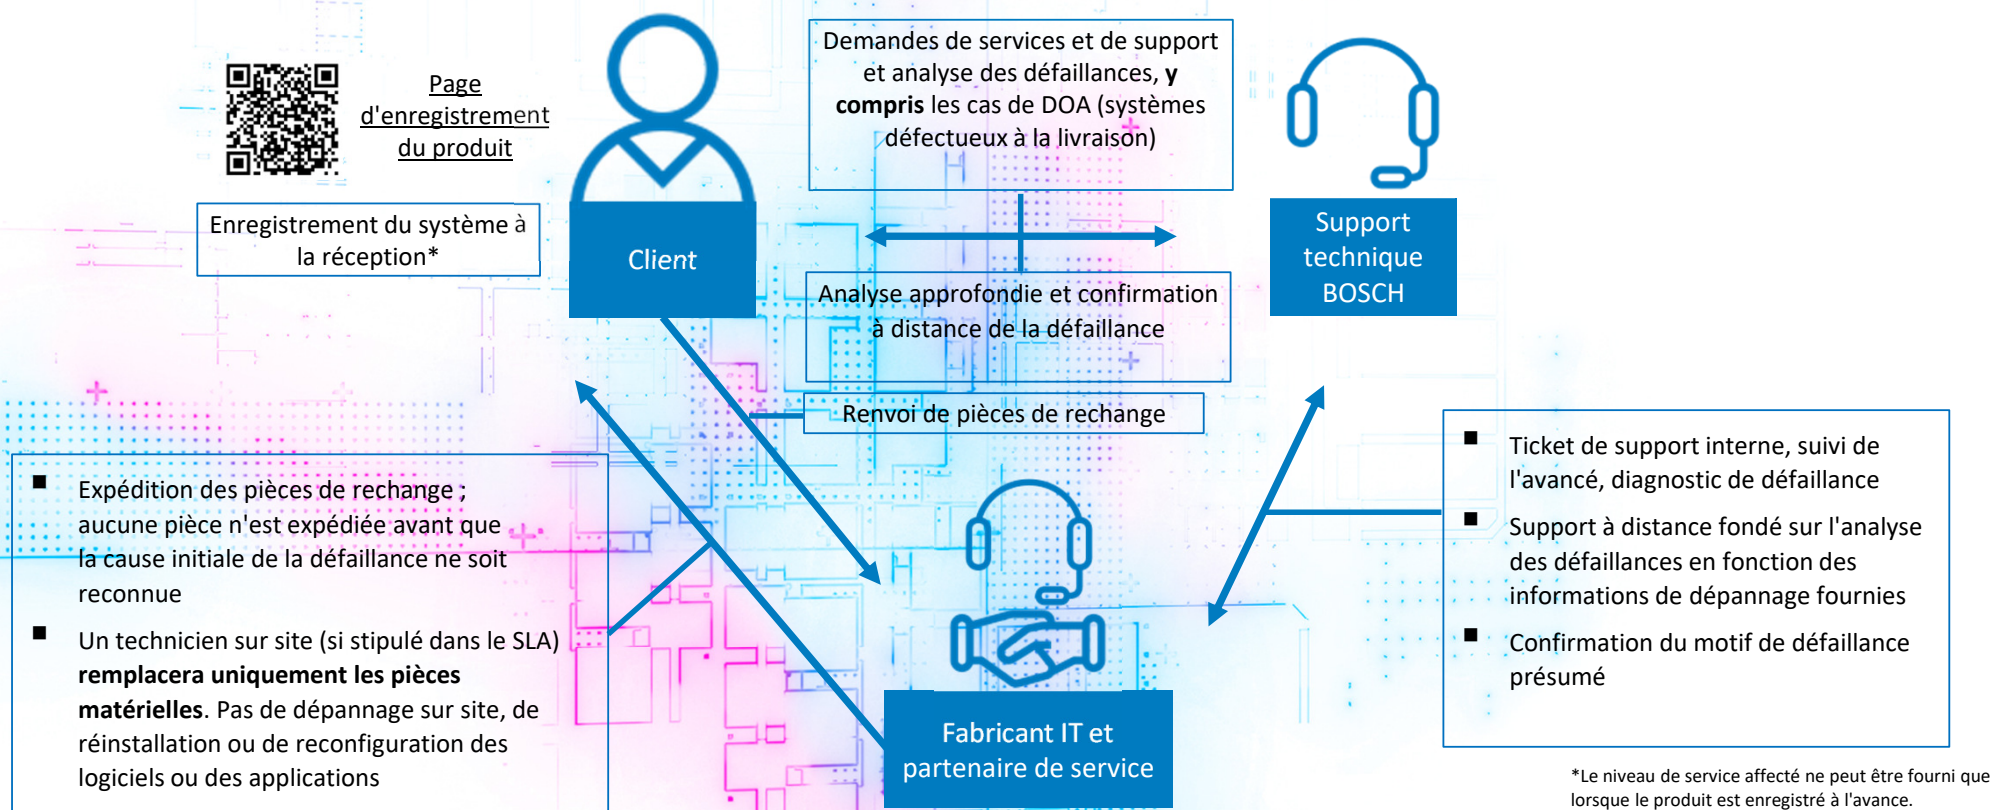 Page
d'enregistrement
du produit
Enregistrement du système à
la réception*
Client
Demandes de services et de support
et analyse des défaillances, y
compris les cas de DOA (systèmes
défectueux à la livraison)
Analyse approfondie et confirmation
à distance de la défaillance
Renvoi de pièces de rechange
Support
technique
BOSCH
▪ Expédition des pièces de rechange ;
aucune pièce n'est expédiée avant que
la cause initiale de la défaillance ne soit
reconnue
▪ Un technicien sur site (si stipulé dans le SLA)
remplacera uniquement les pièces
matérielles. Pas de dépannage sur site, de
réinstallation ou de reconfiguration des
logiciels ou des applications
Fabricant IT et
partenaire de service
▪ Ticket de support interne, suivi de
l'avancé, diagnostic de défaillance
▪ Support à distance fondé sur l'analyse
des défaillances en fonction des
informations de dépannage fournies
▪ Confirmation du motif de défaillance
présumé
*Le niveau de service affecté ne peut être fourni que
lorsque le produit est enregistré à l'avance.